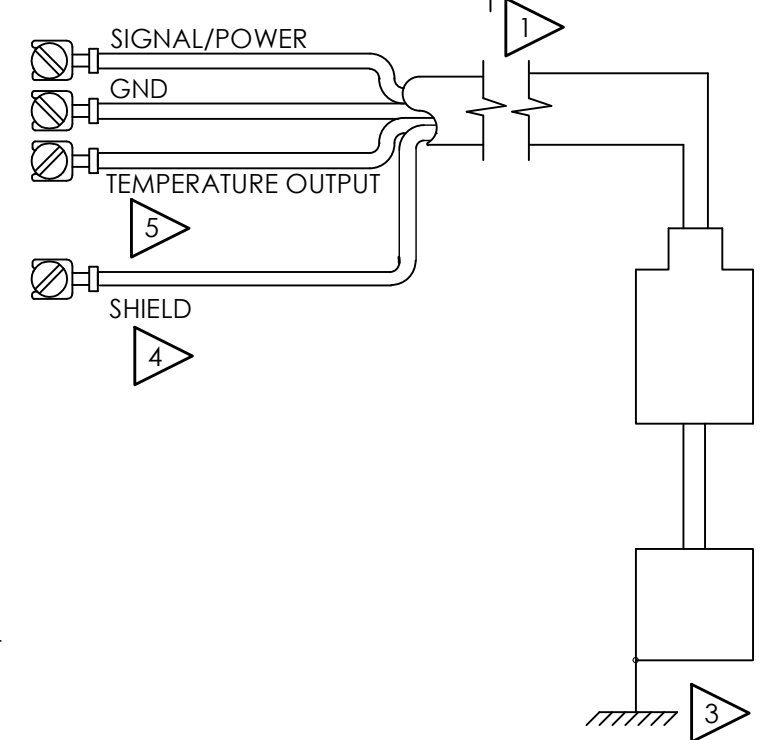 1
SIGNAL/POWER
GND
TEMPERATURE OUTPUT
5
SHIELD
4
3